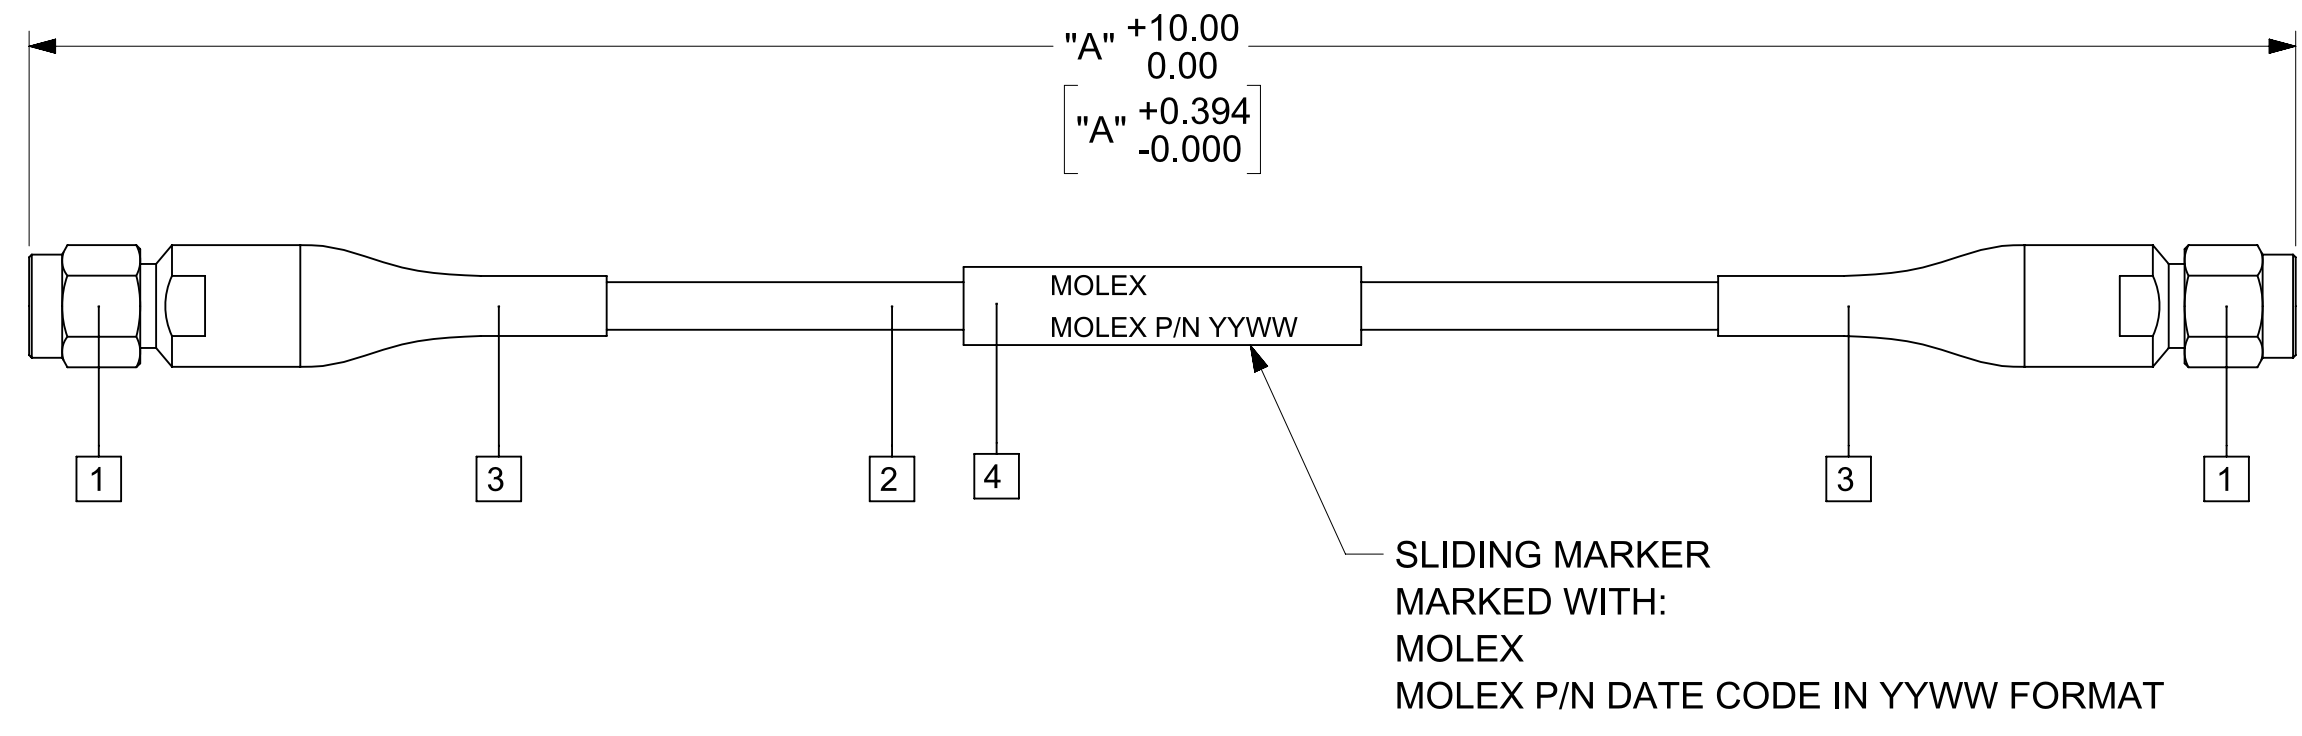 "A" +10.00
0.00
"A" +0.394
-0.000
MOLEX
MOLEX P/N YYWW
1
3
2
4
3
1
SLIDING MARKER
MARKED WITH:
MOLEX
MOLEX P/N DATE CODE IN YYWW FORMAT